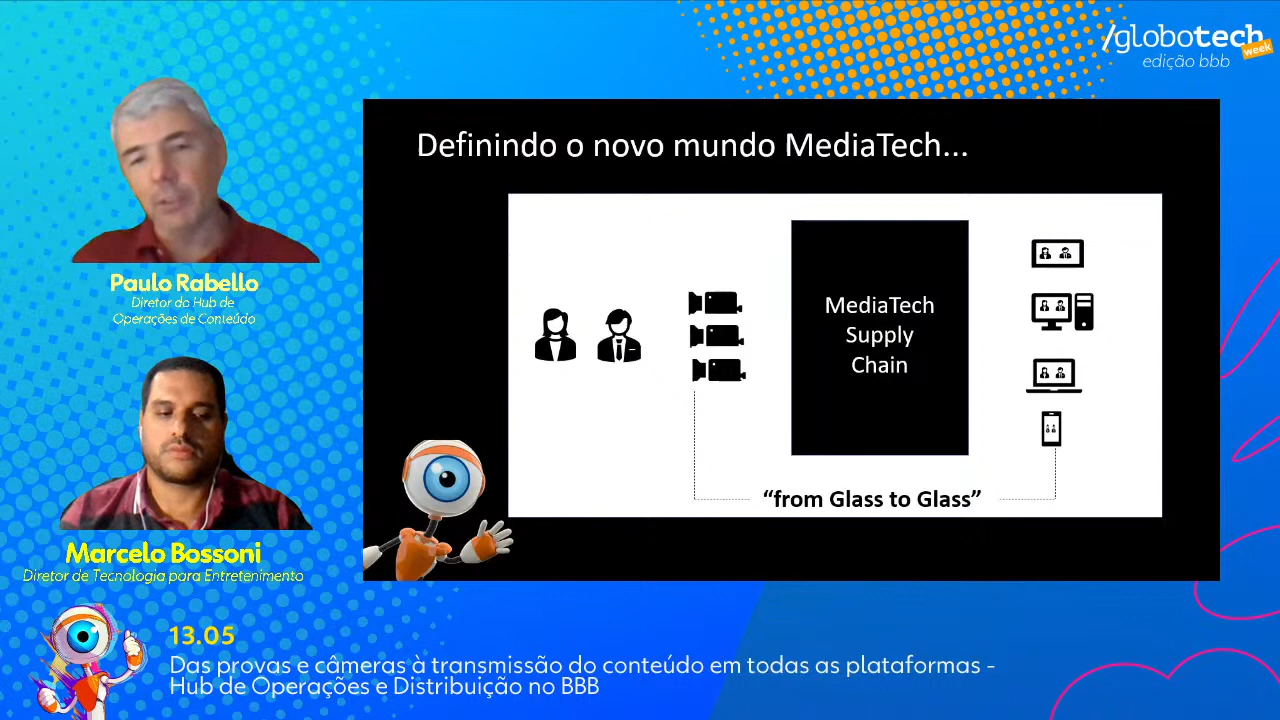 /globotech
week
edição bbb
Definindo o novo mundo MediaTech...
MediaTech
Supply
Chain
“from Glass to Glass”
Paulo Rabello
Diretor do Hub de
Operações de Conteúdo
Marcelo Bossoni
Diretor de Tecnologia para Entretenimento
13.05
Das provas e câmeras à transmissão do conteúdo em todas as plataformas -
Hub de Operações e Distribuição no BBB